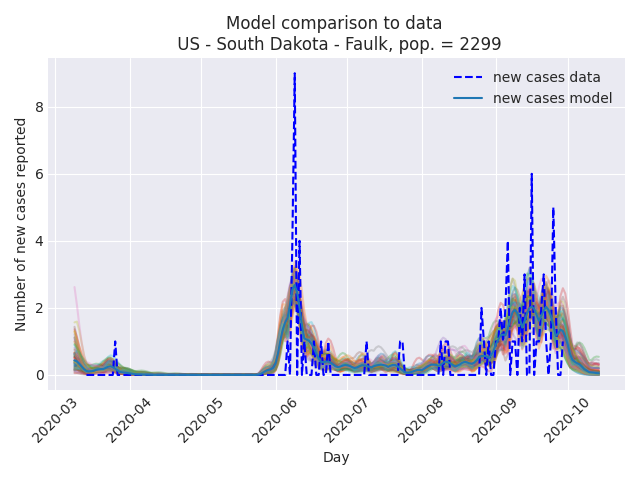 Model comparison to data
US - South Dakota - Faulk, pop. = 2299
new cases data
new cases model
Number of new cases reported
8
6
4
2
0
2020-03
2020-04
2020-05
2020-06
2020-07
2020-08
2020-09
2020-10
Day